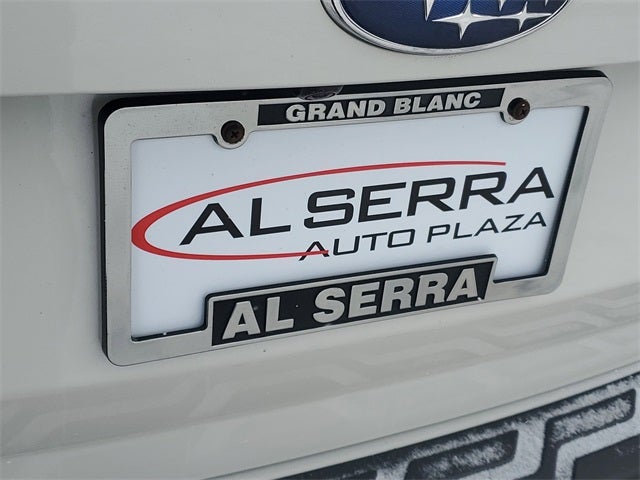 GRAND BLANC
AL SERRA
AUTO PLAZA
AL SERRA